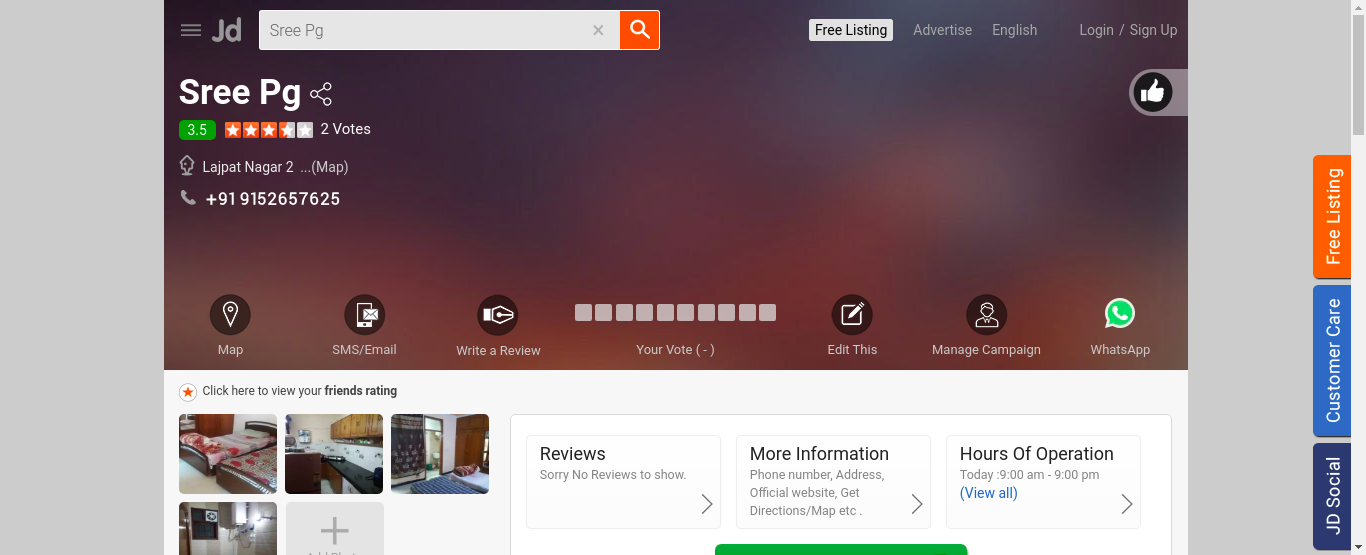 Jd
Sree Pg
Free Listing
Advertise
English
Login / Sign Up
Sree Pg
3.5
2 Votes
Lajpat Nagar 2 ...(Map)
+91 9152657625
Map
SMS/Email
Write a Review
Your Vote ( - )
Edit This
Manage Campaign
WhatsApp
Click here to view your friends rating
Reviews
Sorry No Reviews to show.
More Information
Phone number, Address,
Official website, Get
Directions/Map etc .
Hours Of Operation
Today :9:00 am - 9:00 pm
(View all)
Free Listing
Customer Care
JD Social